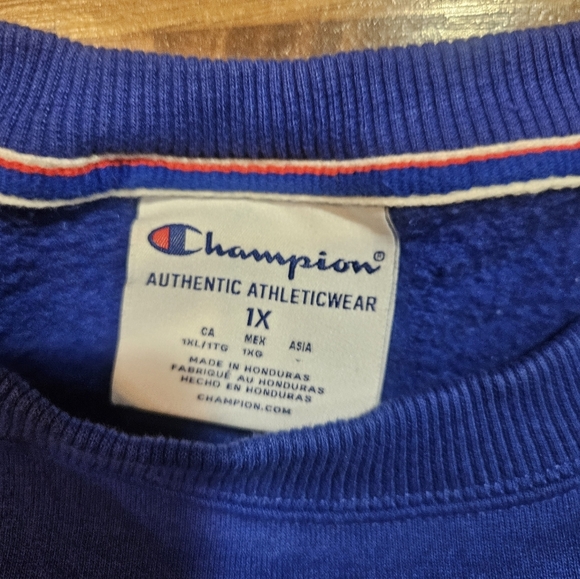 Champion®
AUTHENTIC ATHLETICWEAR
1X
CA MEX ASIA
1XL/1TG 1XG -
MADE IN HONDURAS
FABRIQUÉ AU HONDURAS
HECHO EN HONDURAS
CHAMPION.COM